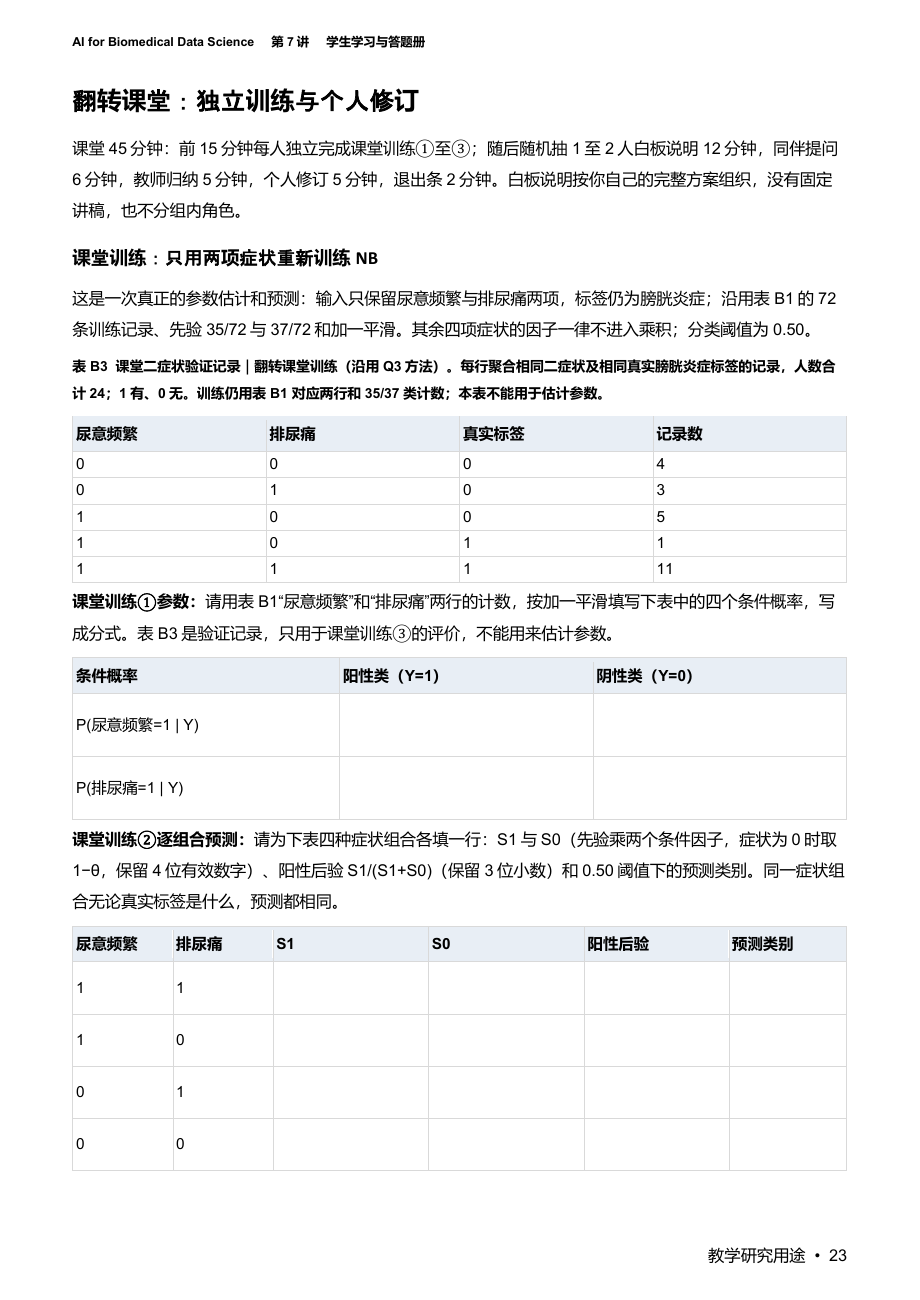 AI for Biomedical Data Science 第 7 讲 学生学习与答题册
翻转课堂：独立训练与个人修订
课堂 45 分钟：前 15 分钟每人独立完成课堂训练①至③；随后随机抽 1 至 2 人白板说明 12 分钟，同伴提问
6 分钟，教师归纳 5 分钟，个人修订 5 分钟，退出条 2 分钟。白板说明按你自己的完整方案组织，没有固定
讲稿，也不分组内角色。
课堂训练：只用两项症状重新训练 NB
这是一次真正的参数估计和预测：输入只保留尿意频繁与排尿痛两项，标签仍为膀胱炎症；沿用表 B1 的 72
条训练记录、先验 35/72 与 37/72 和加一平滑。其余四项症状的因子一律不进入乘积；分类阈值为 0.50。
表 B3 课堂二症状验证记录｜翻转课堂训练（沿用 Q3 方法）。每行聚合相同二症状及相同真实膀胱炎症标签的记录，人数合
计 24；1 有、0 无。训练仍用表 B1 对应两行和 35/37 类计数；本表不能用于估计参数。
尿意频繁 排尿痛 真实标签 记录数
0 0 0 4
0 1 0 3
1 0 0 5
1 0 1 1
1 1 1 11
课堂训练①参数：请用表 B1“尿意频繁”和“排尿痛”两行的计数，按加一平滑填写下表中的四个条件概率，写
成分式。表 B3 是验证记录，只用于课堂训练③的评价，不能用来估计参数。
条件概率 阳性类（Y=1） 阴性类（Y=0）
P(尿意频繁=1 | Y)
P(排尿痛=1 | Y)
课堂训练②逐组合预测：请为下表四种症状组合各填一行：S1 与 S0（先验乘两个条件因子，症状为 0 时取
1−θ，保留 4 位有效数字）、阳性后验 S1/(S1+S0)（保留 3 位小数）和 0.50 阈值下的预测类别。同一症状组
合无论真实标签是什么，预测都相同。
尿意频繁 排尿痛 S1 S0 阳性后验 预测类别
1 1
1 0
0 1
0 0
教学研究用途 • 23